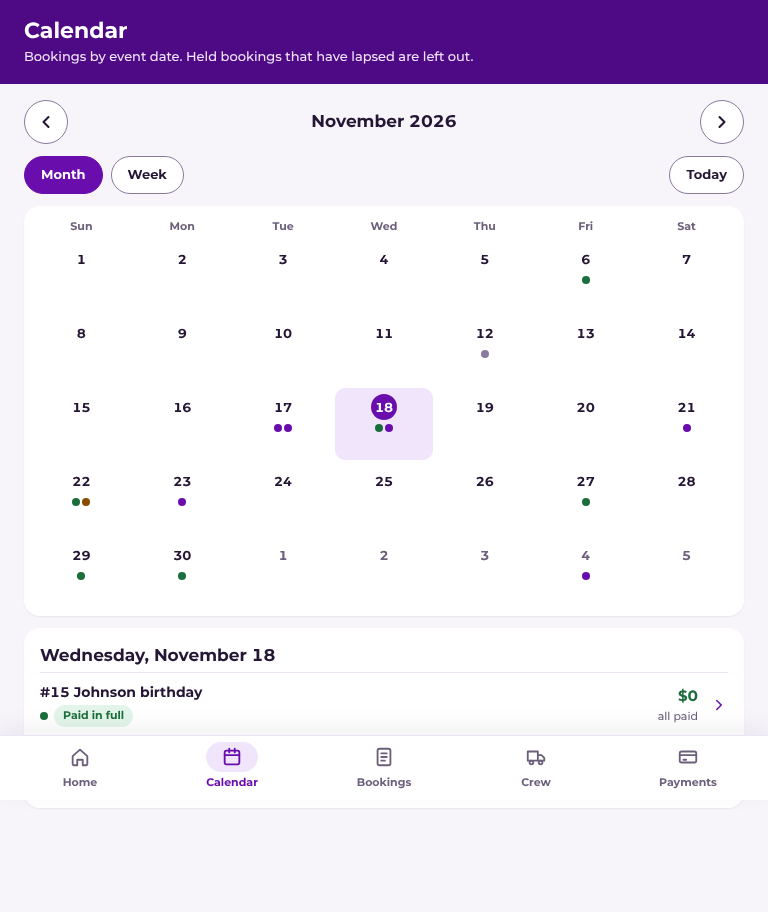 Calendar
Bookings by event date. Held bookings that have lapsed are left out.
November 2026
Month Week Today
Sun Mon Tue Wed Thu Fri Sat
1 2 3 4 5 6 7
8 9 10 11 12 13 14
15 16 17 18 19 20 21
22 23 24 25 26 27 28
29 30 1 2 3 4 5
Wednesday, November 18
#15 Johnson birthday
$0
Paid in full
all paid
Home Calendar Bookings Crew Payments